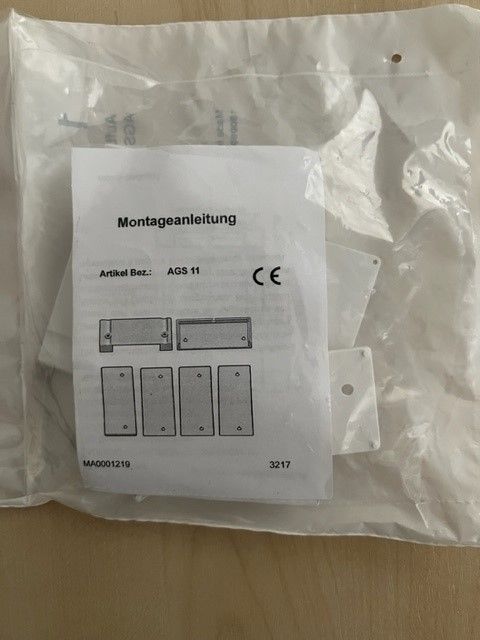 Montageanleitung
Artikel Bez.: AGS 11
CE
MA0001219
3217